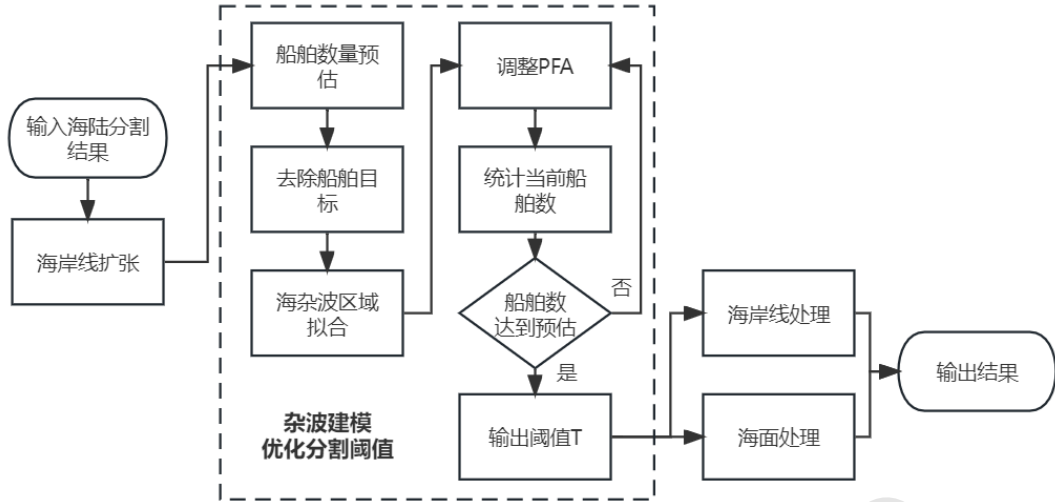 输入海陆分割
结果
海岸线扩张
船舶数量预
估
去除船舶目
标
海杂波区域
拟合
杂波建模
优化分割阈值
调整PFA
统计当前船
舶数
船舶数
达到预估
否
是
输出阈值T
海岸线处理
海面处理
输出结果